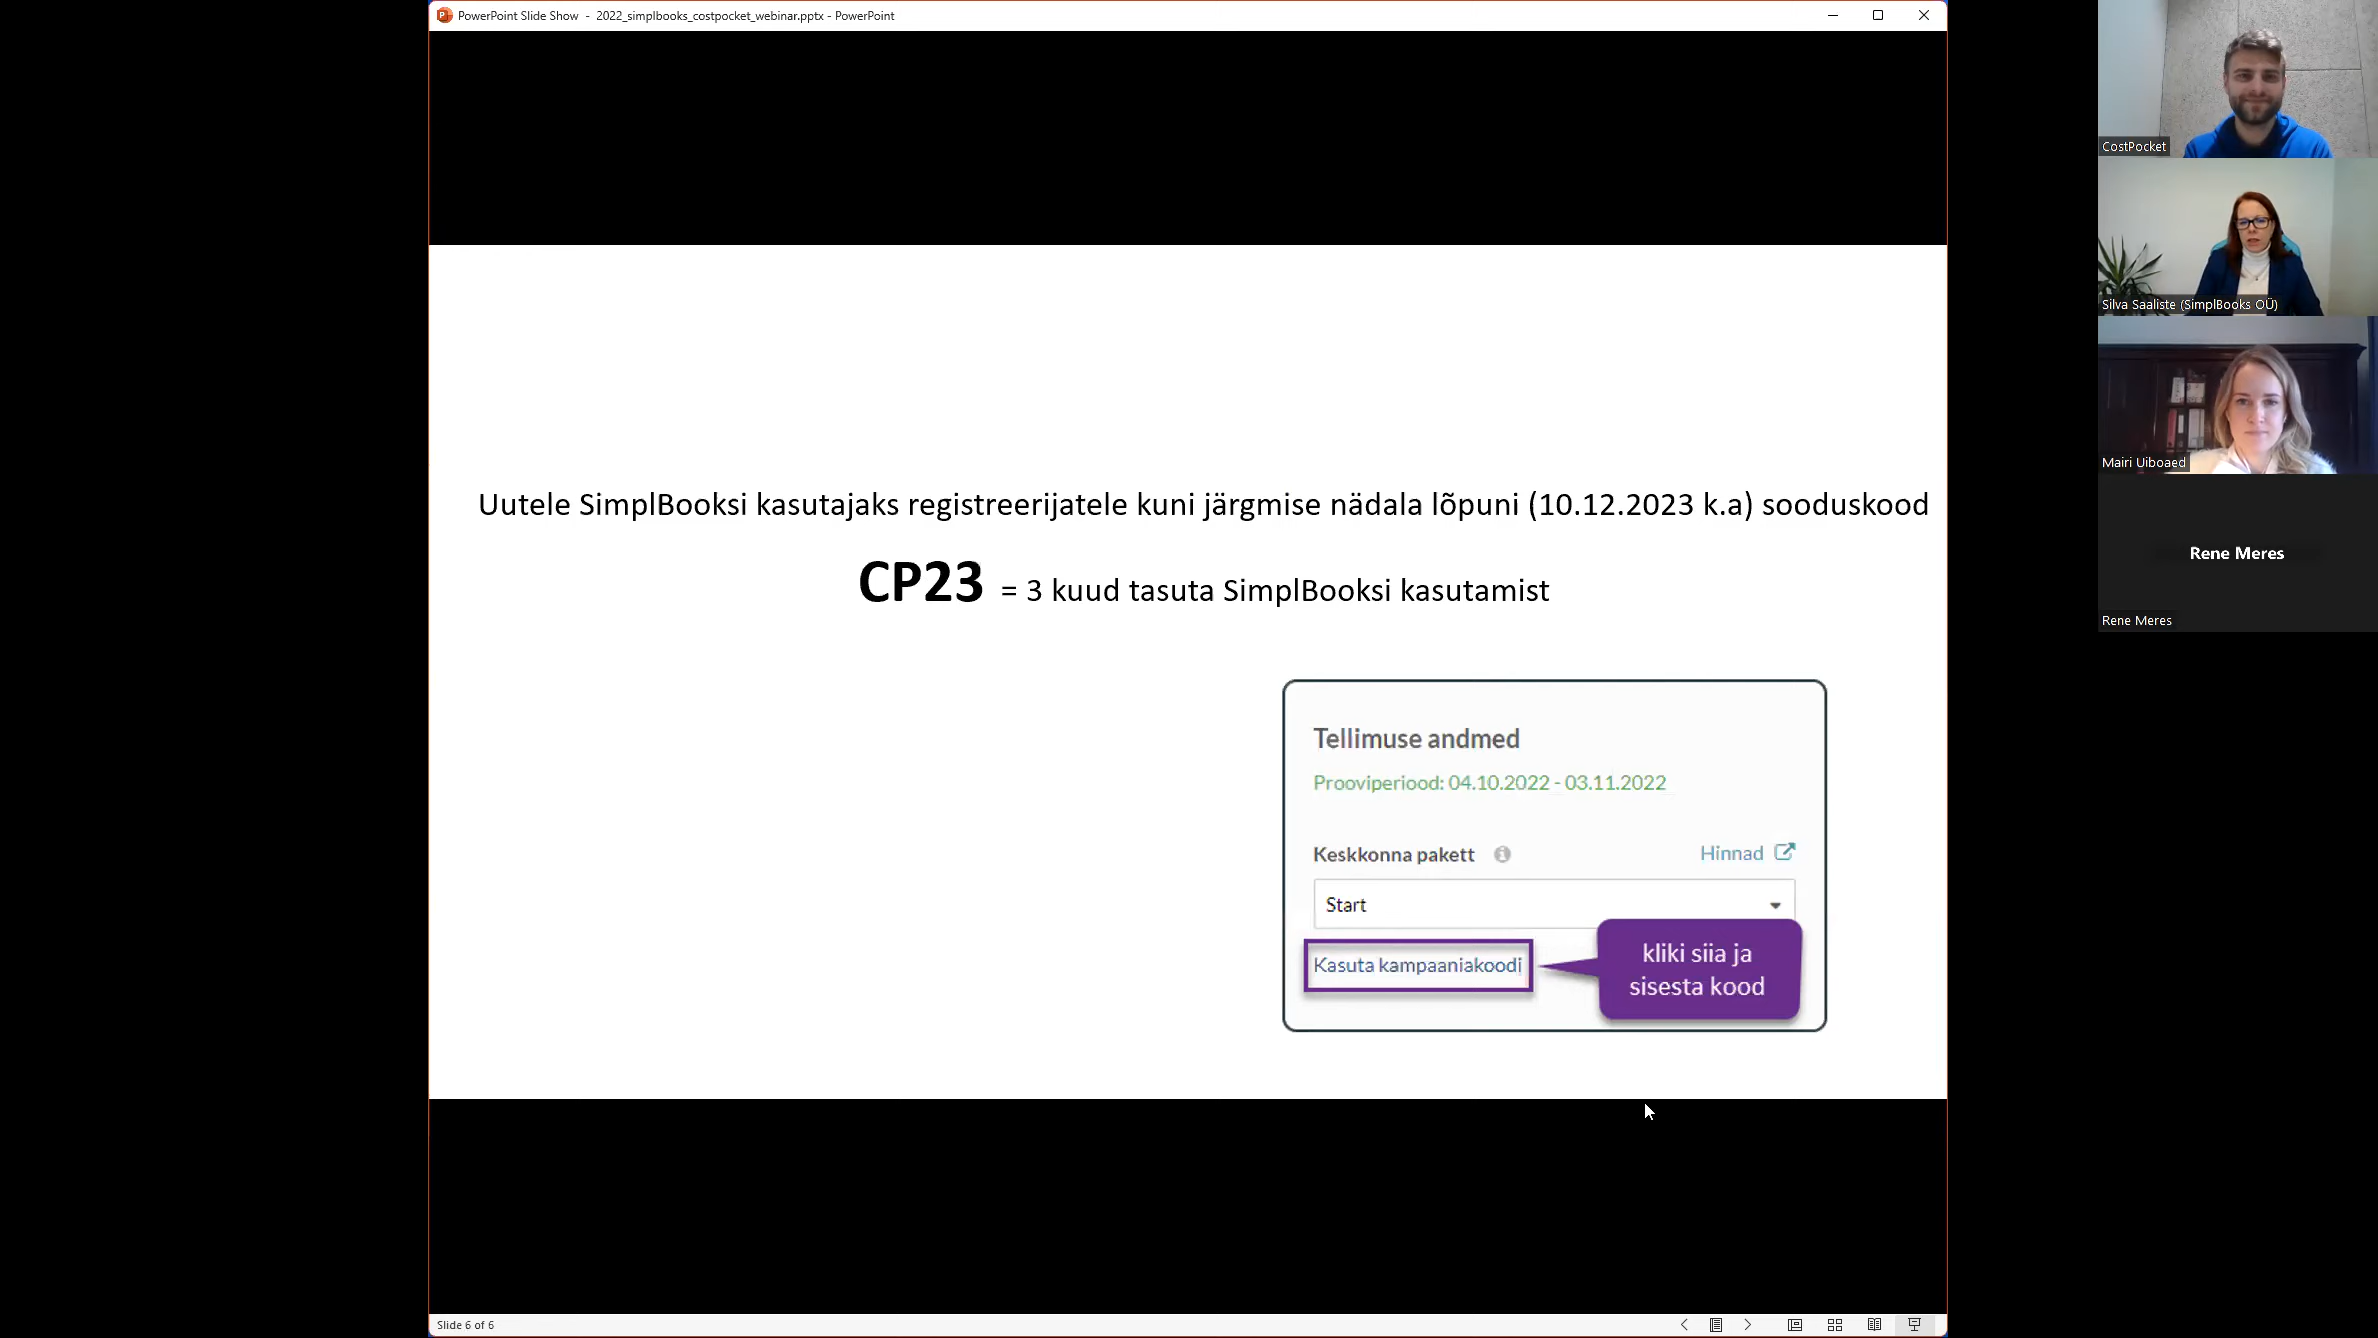 PowerPoint Slide Show - 2022_simplbooks_costpocket_webinar.pptx - PowerPoint
Uutele SimplBooksi kasutajaks registreerijatele kuni järgmise nädala lõpuni (10.12.2023 k.a) sooduskood
CP23 = 3 kuud tasuta SimplBooksi kasutamist
Tellimuse andmed
Prooviperiood: 04.10.2022 - 03.11.2022
Keskkonna pakett
Hinnad
Start
Kasuta kampaaniakoodi
kliki siia ja
sisesta kood
Slide 6 of 6
CostPocket
Silva Saaliste (SimplBooks OÜ)
Mairi Uiboaed
Rene Meres
Rene Meres